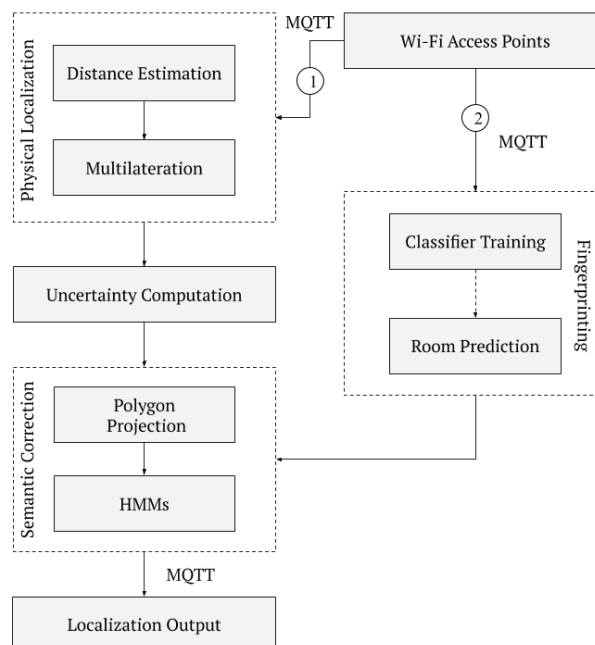 MQTT
Wi-Fi Access Points
1
Physical Localization
Distance Estimation
Multilateration
2
MQTT
Fingerprinting
Classifier Training
Room Prediction
Uncertainty Computation
Semantic Correction
Polygon
Projection
HMMs
MQTT
Localization Output